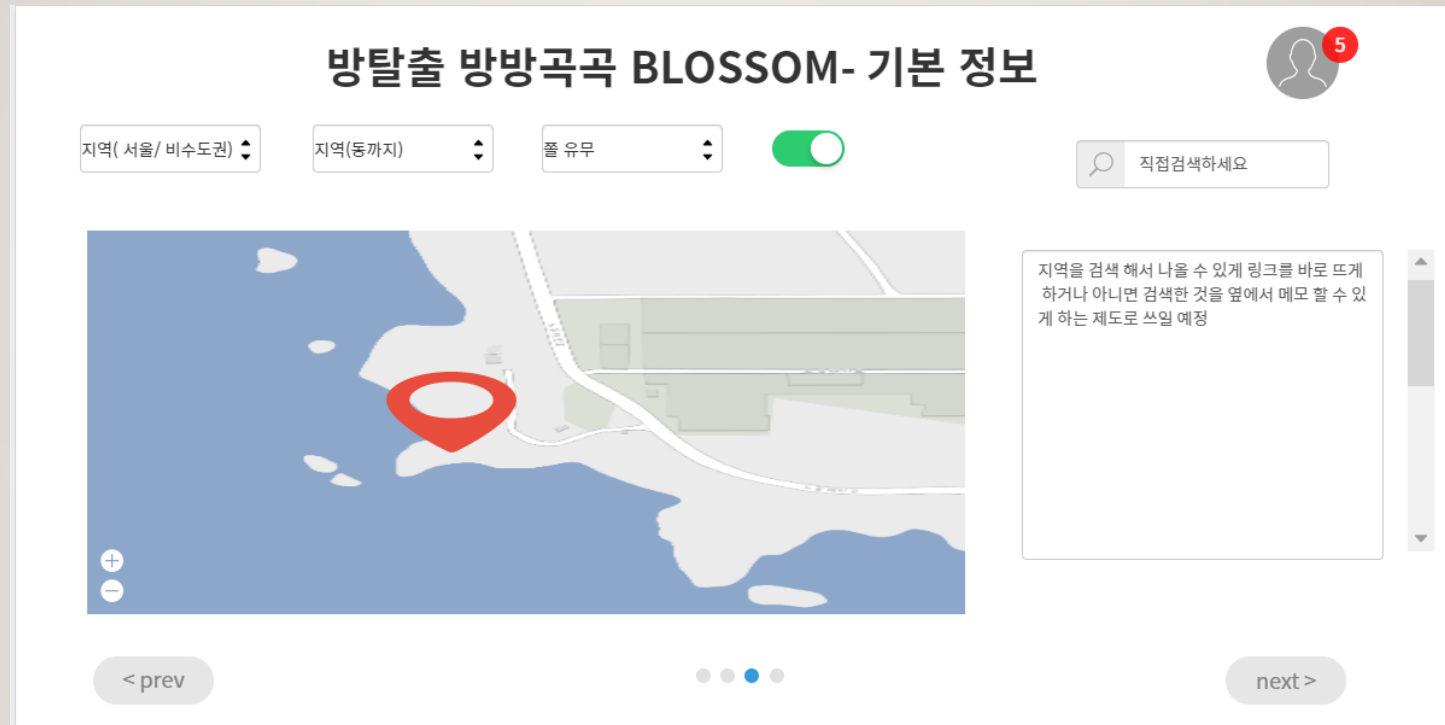 방탈출 방방곡곡 BLOSSOM- 기본 정보
5
지역( 서울/ 비수도권)
지역(동까지)
쫄 유무
직접검색하세요
지역을 검색 해서 나올 수 있게 링크를 바로 뜨게
하거나 아니면 검색한 것을 옆에서 메모 할 수 있
게 하는 제도로 쓰일 예정
< prev
next >